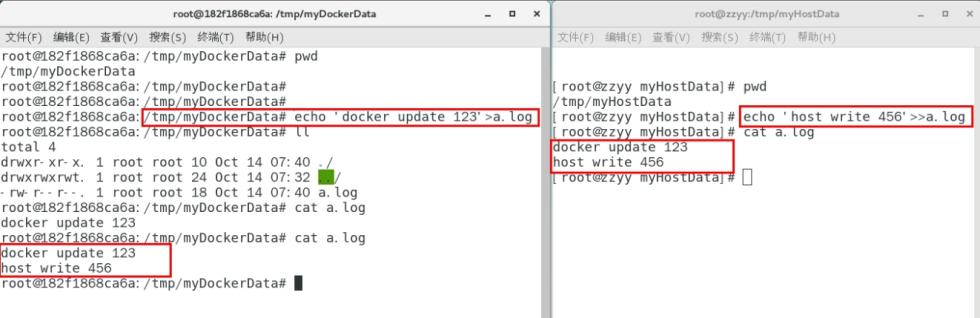 root@182f1868ca6a: /tmp/myDockerData
文件(F) 编辑(E) 查看(V) 搜索(S) 终端(T) 帮助(H)
root@182f1868ca6a: /tmp/myDockerData# pwd
/tmp/myDockerData
root@182f1868ca6a: /tmp/myDockerData#
root@182f1868ca6a: /tmp/myDockerData#
root@182f1868ca6a: /tmp/myDockerData# echo 'docker update 123'>a.log
root@182f1868ca6a: /tmp/myDockerData# ll
total 4
drwxr-xr-x. 1 root root 10 Oct 14 07:40 ./
drwxrwxrwt. 1 root root 24 Oct 14 07:32 ../
-rw-r--r--. 1 root root 18 Oct 14 07:40 a.log
root@182f1868ca6a: /tmp/myDockerData# cat a.log
docker update 123
root@182f1868ca6a: /tmp/myDockerData# cat a.log
docker update 123
host write 456
root@182f1868ca6a: /tmp/myDockerData#
root@zzyy:/tmp/myHostData
文件(F) 编辑(E) 查看(V) 搜索(S) 终端(T) 帮助(H)
[root@zzyy myHostData]# pwd
/tmp/myHostData
[root@zzyy myHostData]# echo 'host write 456'>>a.log
[root@zzyy myHostData]# cat a.log
docker update 123
host write 456
[root@zzyy myHostData]#